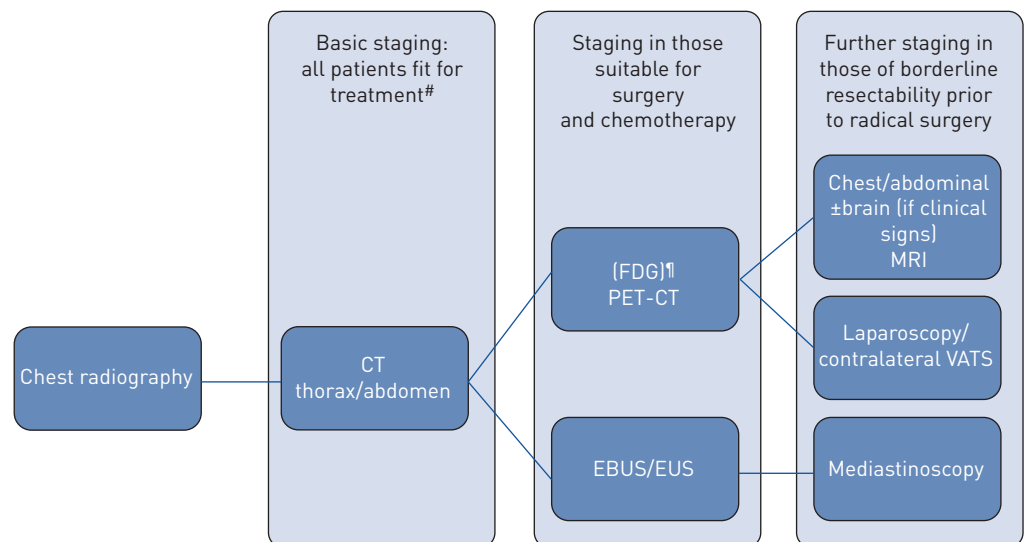 Basic staging:
all patients fit for
treatment#
Staging in those
suitable for
surgery
and chemotherapy
Further staging in
those of borderline
resectability prior
to radical surgery
Chest radiography
CT
thorax/abdomen
(FDG)¶
PET-CT
EBUS/EUS
Chest/abdominal
±brain (if clinical
signs)
MRI
Laparoscopy/
contralateral VATS
Mediastinoscopy